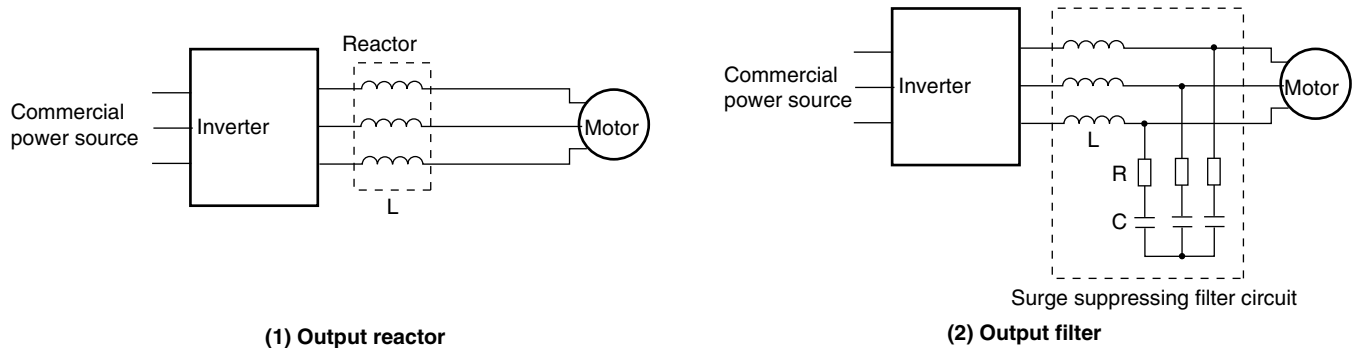 Reactor
Commercial
power source
Inverter
Motor
L
(1) Output reactor
Commercial
power source
Inverter
Motor
L
R
C
Surge suppressing filter circuit
(2) Output filter